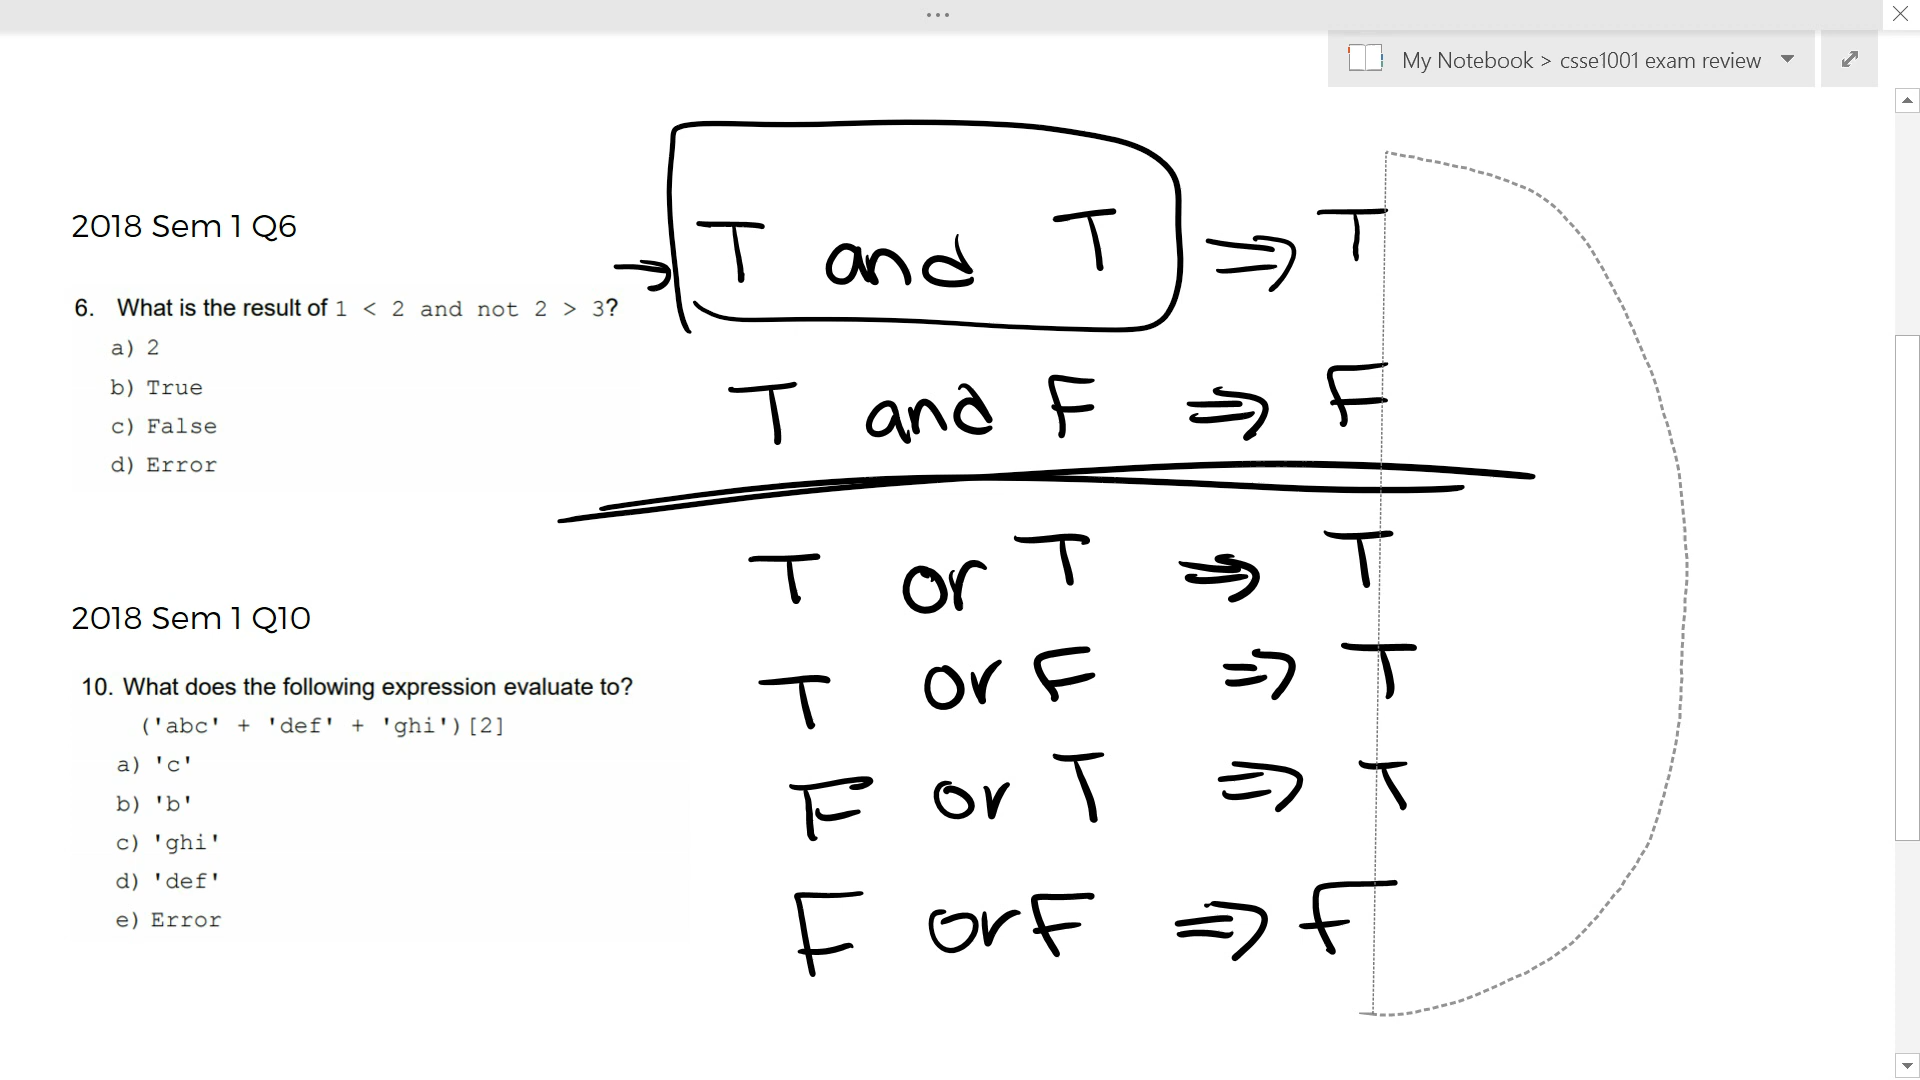 My Notebook > csse1001 exam review
2018 Sem 1 Q6
6. What is the result of 1 < 2 and not 2 > 3?
a) 2
b) True
c) False
d) Error
2018 Sem 1 Q10
10. What does the following expression evaluate to?
('abc' + 'def' + 'ghi')[2]
a) 'c'
b) 'b'
c) 'ghi'
d) 'def'
e) Error
→ T and T ⇒ T
T and F ⇒ F
T or T ⇒ T
T or F ⇒ T
F or T ⇒ T
F or F ⇒ F